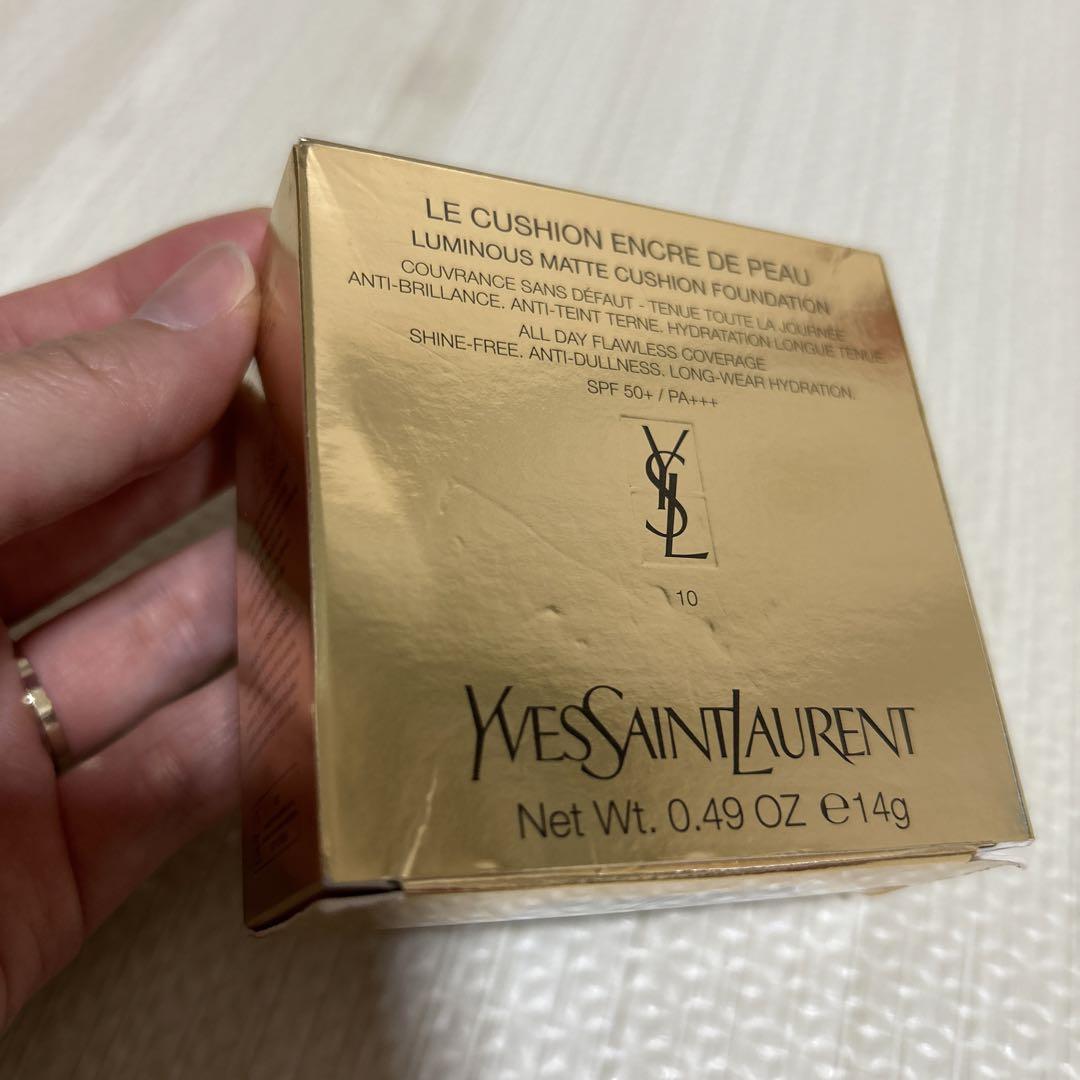 LE CUSHION ENCRE DE PEAU
LUMINOUS MATTE CUSHION FOUNDATION
COUVRANCE SANS DÉFAUT - TENUE TOUTE LA JOURNÉE
ANTI-BRILLANCE. ANTI-TEINT TERNE. HYDRATATION LONGUE TENUE
ALL DAY FLAWLESS COVERAGE
SHINE-FREE. ANTI-DULLNESS. LONG-WEAR HYDRATION.
SPF 50+ / PA+++
YSL
10
YVESSAINTLAURENT
Net Wt. 0.49 OZ ℮14g